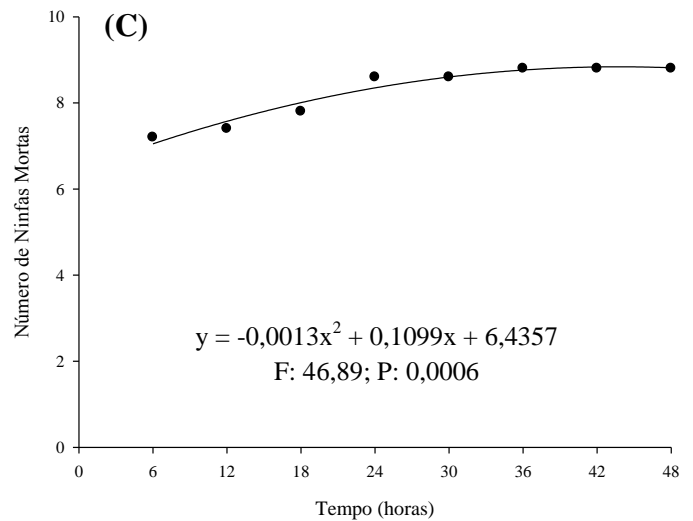 (C)
10
8
6
4
2
0
Número de Ninfas Mortas
y = -0,0013x² + 0,1099x + 6,4357
F: 46,89; P: 0,0006
0 6 12 18 24 30 36 42 48
Tempo (horas)